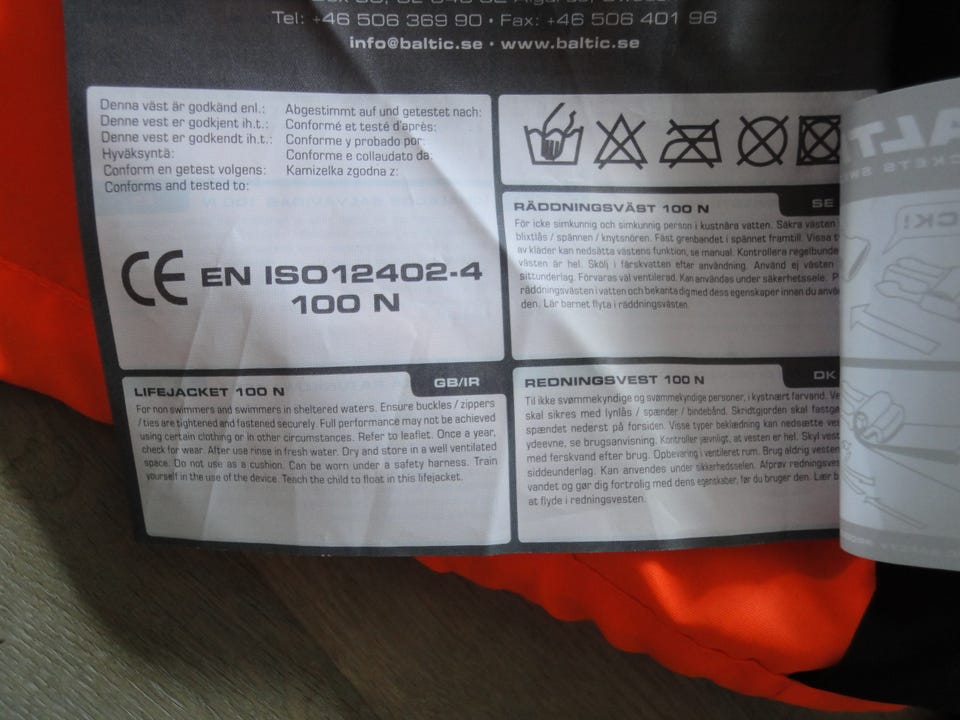 Tel: +46 506 369 90 • Fax: +46 506 401 96
info@baltic.se • www.baltic.se
Denna väst är godkänd enl.:
Denne vest er godkjent ih.t.:
Denne vest er godkendt ih.t.:
Hyväksyntä:
Conform en getest volgens:
Conforms and tested to:
Abgestimmt auf und getestet nach:
Conformé et testé d'après:
Conforme y probado por:
Conforme e collaudato da:
Kamizelka zgodna z:
CE EN ISO12402-4
100 N
RÄDDNINGSVÄST 100 N
SE
För icke simkunnig och simkunnig person i kustnära vatten. Säkra västen
blixtlås / spännen / knytsnören. Fäst grenbandet i spännet framtill. Vissa
av kläder kan nedsätta västens funktion, se manual. Kontrollera
västen är hel. Skölj i färskvatten efter användning. Använd ej västen
sittunderlag. Förvaras väl ventilerad. Kan användas under säkerhetssele.
räddningsvästen i vatten och bekanta dig med dess egenskaper innan du
den. Lär barnet flyta i räddningsvästen.
LIFEJACKET 100 N
GB/IR
For non swimmers and swimmers in sheltered waters. Ensure buckles / zippers
/ ties are tightened and fastened securely. Full performance may not be achieved
using certain clothing or in other circumstances. Refer to leaflet. Once a year,
check for wear. After use rinse in fresh water. Dry and store in a well ventilated
space. Do not use as a cushion. Can be worn under a safety harness. Train
yourself in the use of the device. Teach the child to float in this lifejacket.
REDNINGSVEST 100 N
DK
Til ikke svømmekyndige og svømmekyndige personer, i kystnært farvand.
skal sikres med lynlås / spænder / bindebånd. Skridtgjorden skal
spændet nederst på forsiden. Visse typer beklædning kan nedsætte
ydeevne, se brugsanvisning. Kontroller jævnligt, at vesten er hel. Skyl
med ferskvand efter brug. Opbevaring i ventileret rum. Brug aldrig
siddeunderlag. Kan anvendes under sikkerhedsselen. Afprøv
vandet og gør dig fortrolig med dens egenskaber, før du bruger den. Lær
at flyde i redningsvesten.